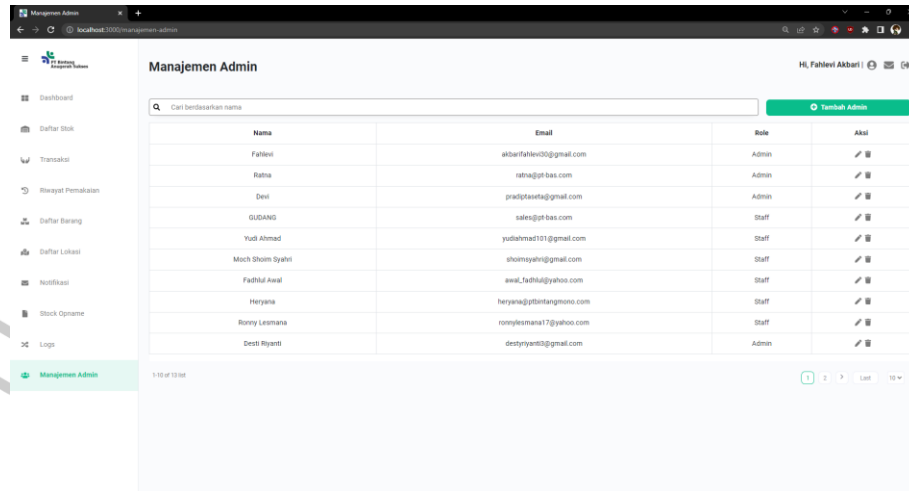 Manajemen Admin
localhost:3000/manajemen-admin
PT Bintang
Anugerah Sukses
Manajemen Admin
Hi, Fahlevi Akbari |
Dashboard
Daftar Stok
Transaksi
Riwayat Pemakaian
Daftar Barang
Daftar Lokasi
Notifikasi
Stock Opname
Logs
Manajemen Admin
Cari berdasarkan nama
Tambah Admin
Nama Email Role Aksi
Fahlevi akbarifahlevi30@gmail.com Admin
Ratna ratna@pt-bas.com Admin
Devi pradiptaseta@gmail.com Admin
GUDANG sales@pt-bas.com Staff
Yudi Ahmad yudiahmad101@gmail.com Staff
Moch Shoim Syahri shoimsyahri@gmail.com Staff
Fadhlul Awal awal_fadhlul@yahoo.com Staff
Heryana heryana@ptbintangmono.com Staff
Ronny Lesmana ronnylesmana17@yahoo.com Staff
Desti Riyanti destyriyanti3@gmail.com Admin
1-10 of 13 list
1 2 > Last 10